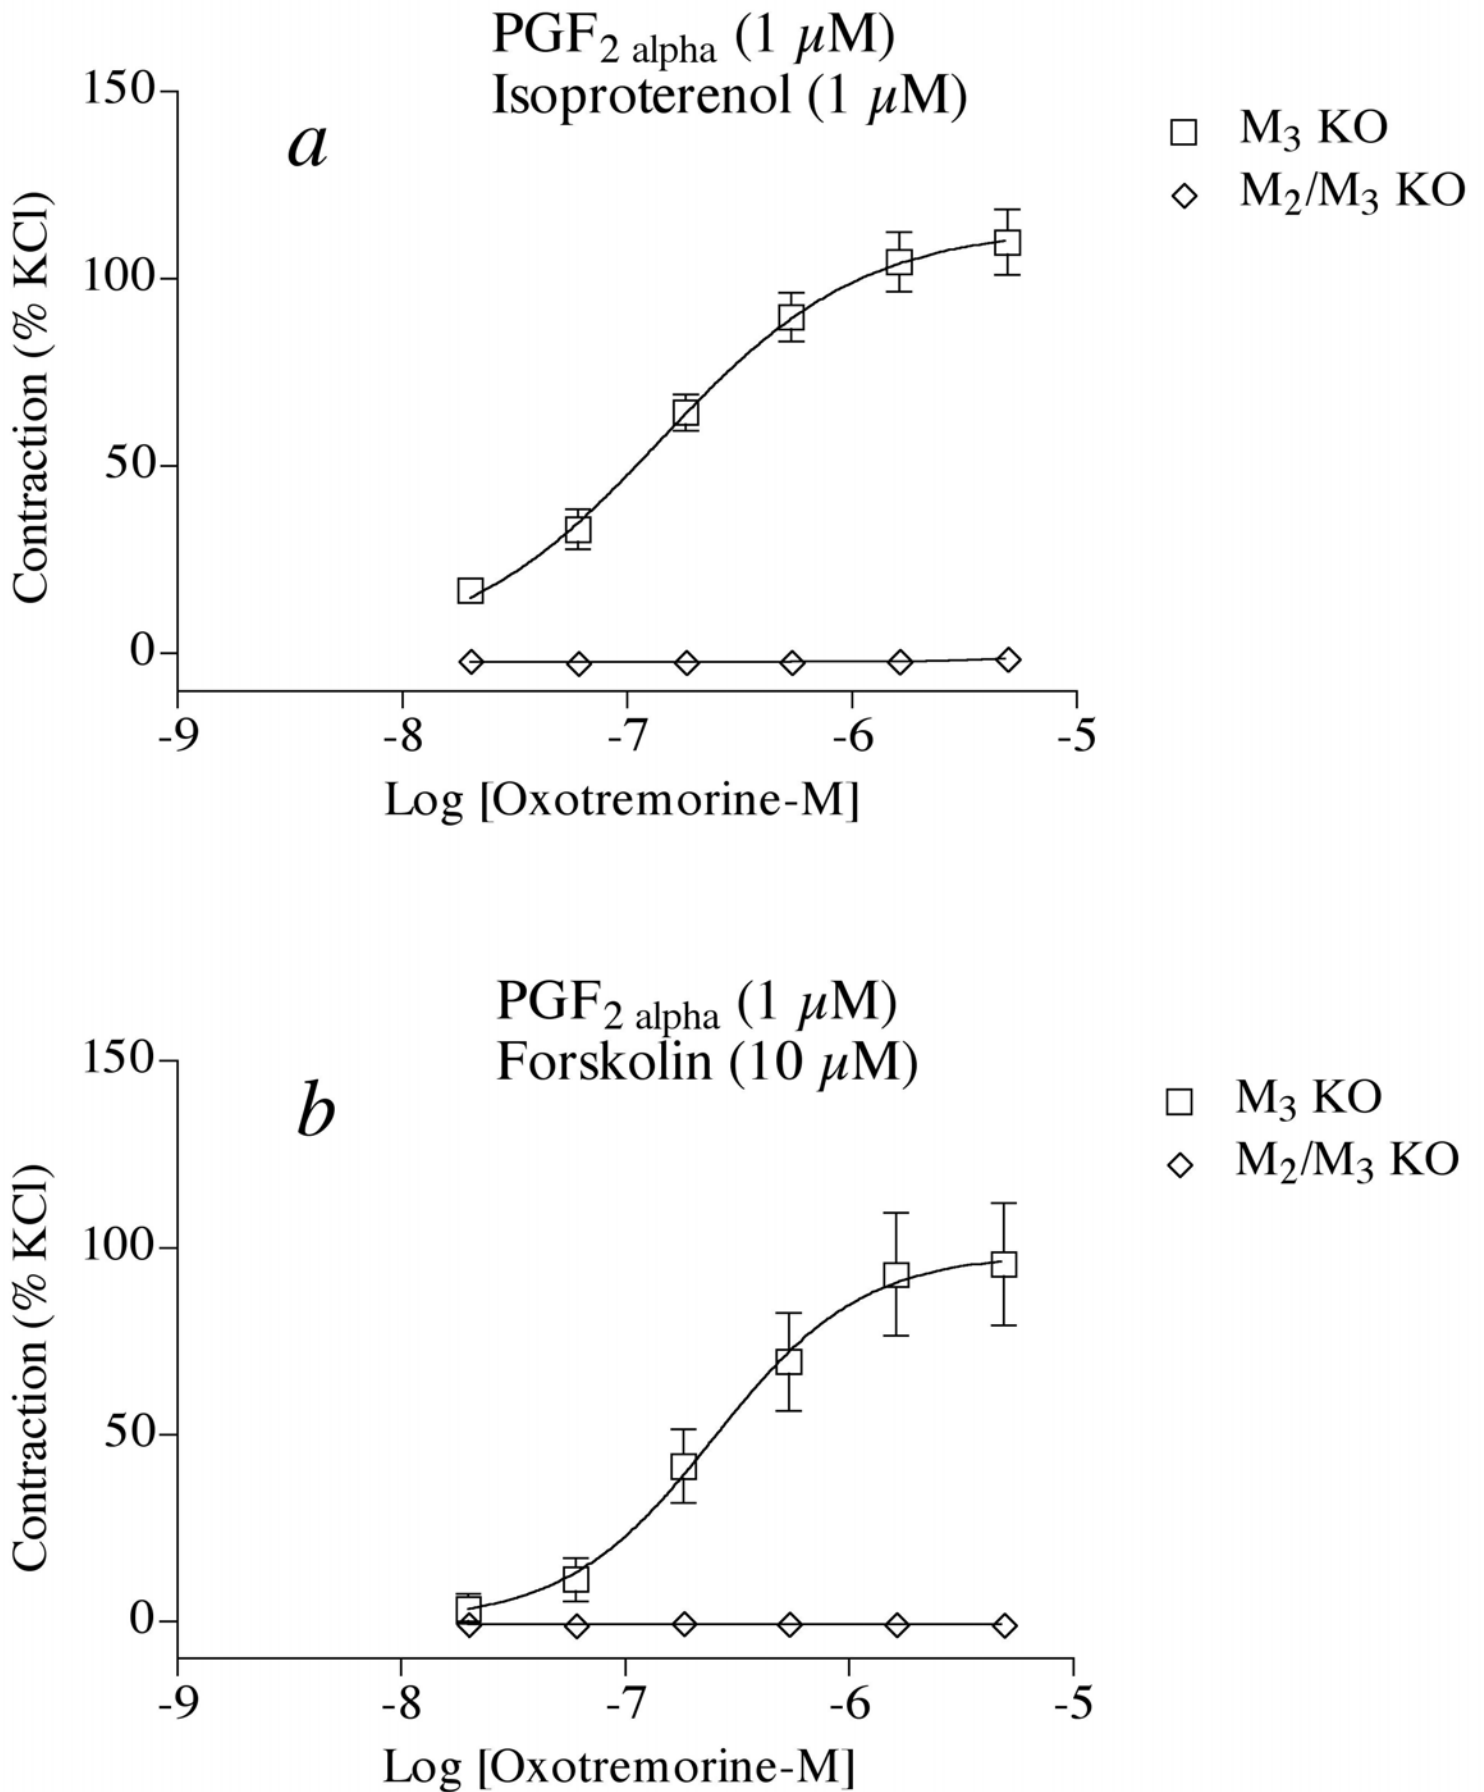 PGF2 alpha (1 µM)
Isoproterenol (1 µM)
a
M3 KO
M2/M3 KO
Contraction (% KCl)
150
100
50
0
-9 -8 -7 -6 -5
Log [Oxotremorine-M]
PGF2 alpha (1 µM)
Forskolin (10 µM)
b
M3 KO
M2/M3 KO
Contraction (% KCl)
150
100
50
0
-9 -8 -7 -6 -5
Log [Oxotremorine-M]